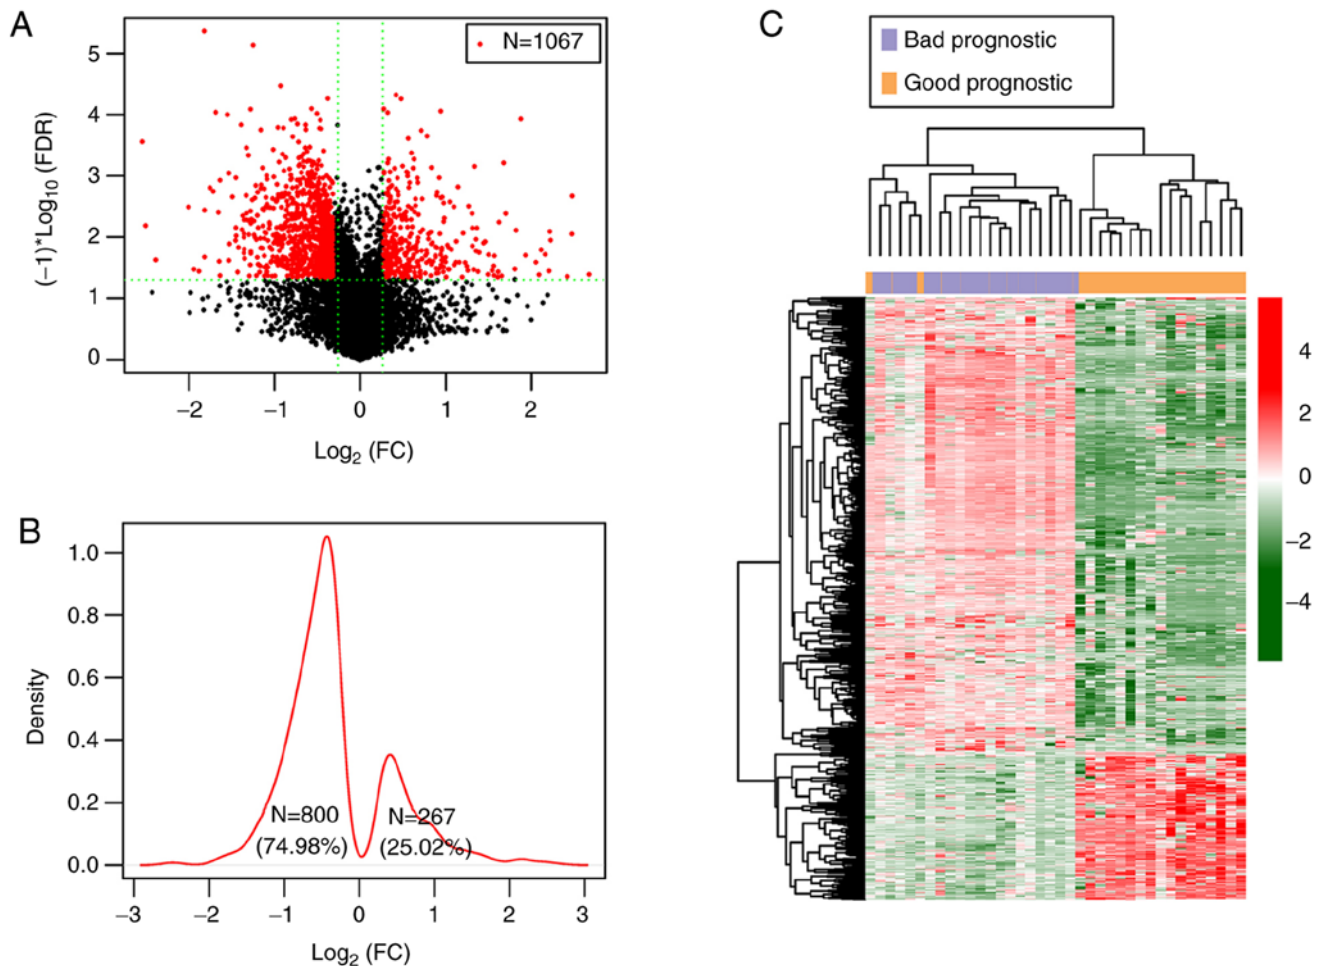 A
N=1067
5
4
3
2
1
0
(−1)*Log10 (FDR)
−2 −1 0 1 2
Log2 (FC)
B
1.0
0.8
0.6
0.4
0.2
0.0
Density
N=800
(74.98%)
N=267
(25.02%)
−3 −2 −1 0 1 2 3
Log2 (FC)
C
Bad prognostic
Good prognostic
4
2
0
−2
−4